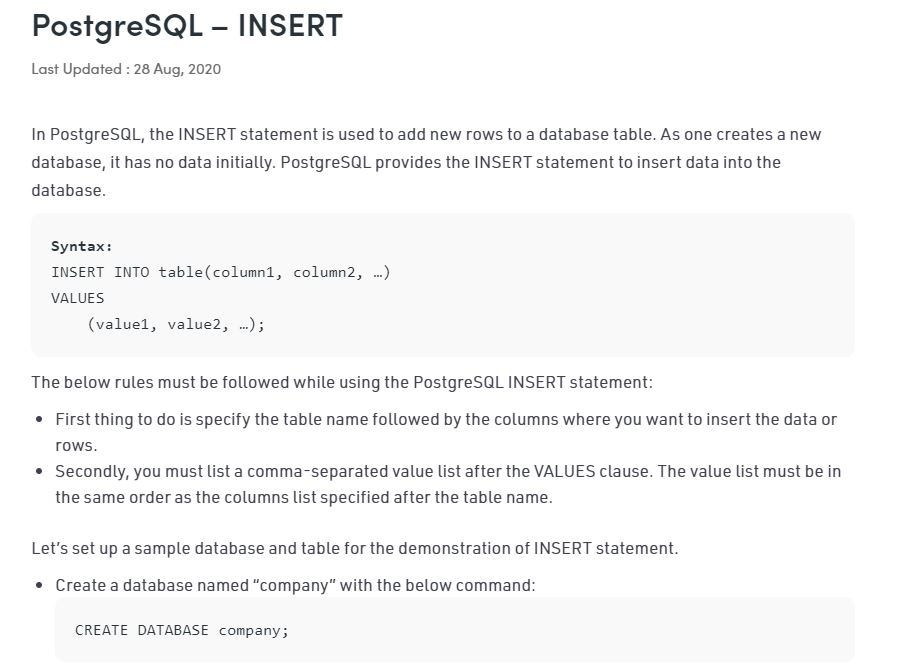 PostgreSQL – INSERT
Last Updated : 28 Aug, 2020
In PostgreSQL, the INSERT statement is used to add new rows to a database table. As one creates a new
database, it has no data initially. PostgreSQL provides the INSERT statement to insert data into the
database.
Syntax:
INSERT INTO table(column1, column2, …)
VALUES
    (value1, value2, …);
The below rules must be followed while using the PostgreSQL INSERT statement:
• First thing to do is specify the table name followed by the columns where you want to insert the data or
rows.
• Secondly, you must list a comma-separated value list after the VALUES clause. The value list must be in
the same order as the columns list specified after the table name.
Let’s set up a sample database and table for the demonstration of INSERT statement.
• Create a database named “company” with the below command:
CREATE DATABASE company;